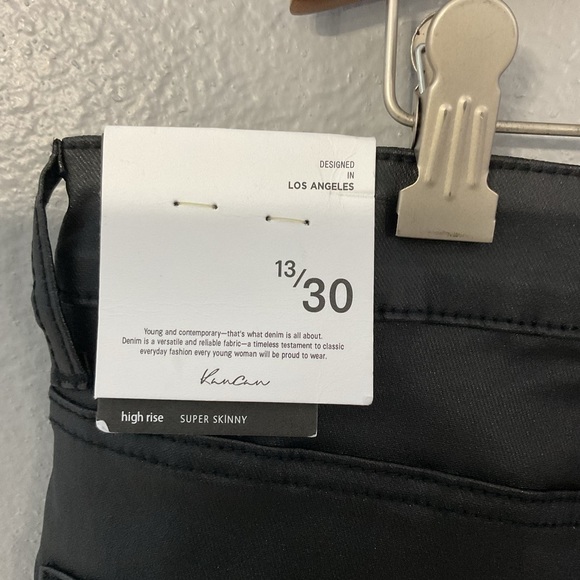 DESIGNED
IN
LOS ANGELES
13/30
Young and contemporary—that's what denim is all about.
Denim is a versatile and reliable fabric—a timeless testament to classic
everyday fashion every young woman will be proud to wear.
KanCan
high rise SUPER SKINNY